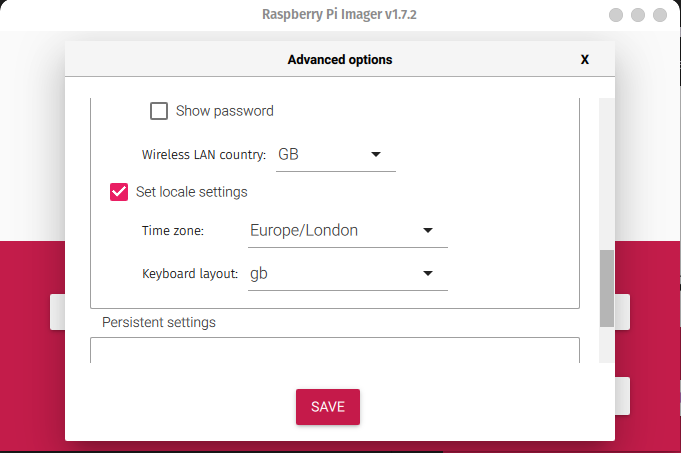 Raspberry Pi Imager v1.7.2
Advanced options X
Show password
Wireless LAN country: GB
Set locale settings
Time zone: Europe/London
Keyboard layout: gb
Persistent settings
SAVE